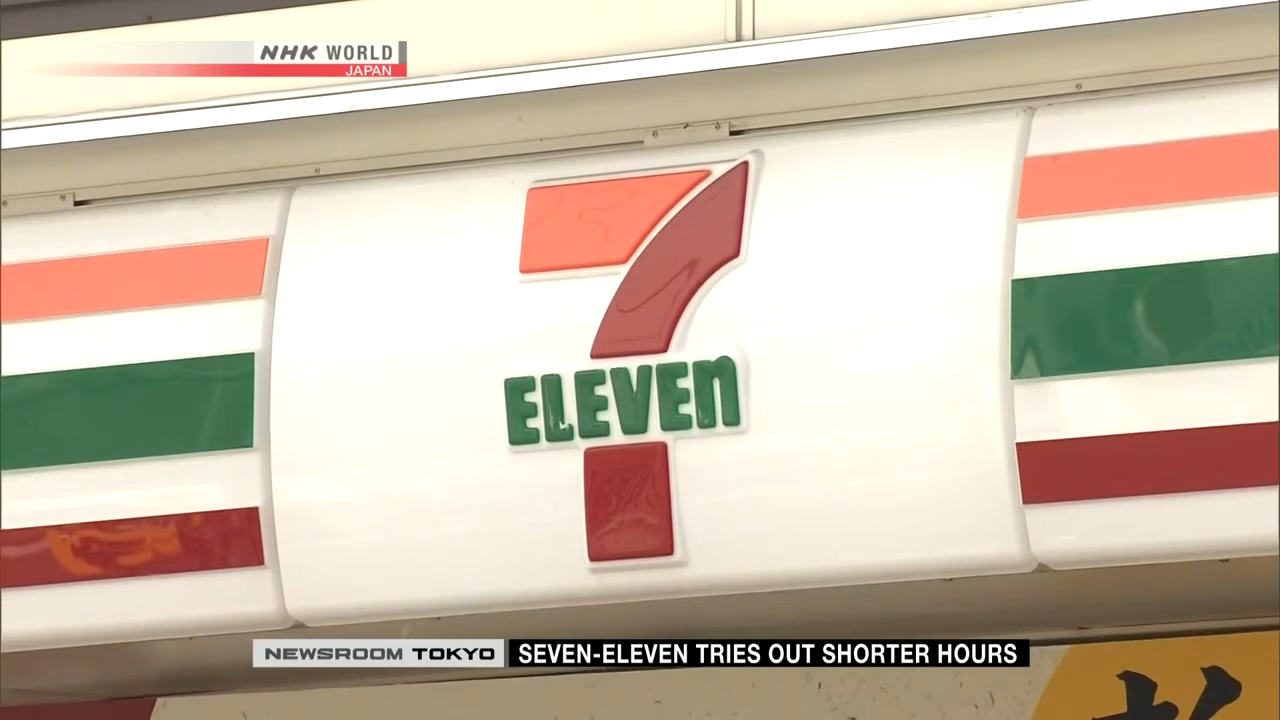 NHK WORLD
JAPAN
7
ELEVEn
NEWSROOM TOKYO
SEVEN-ELEVEN TRIES OUT SHORTER HOURS